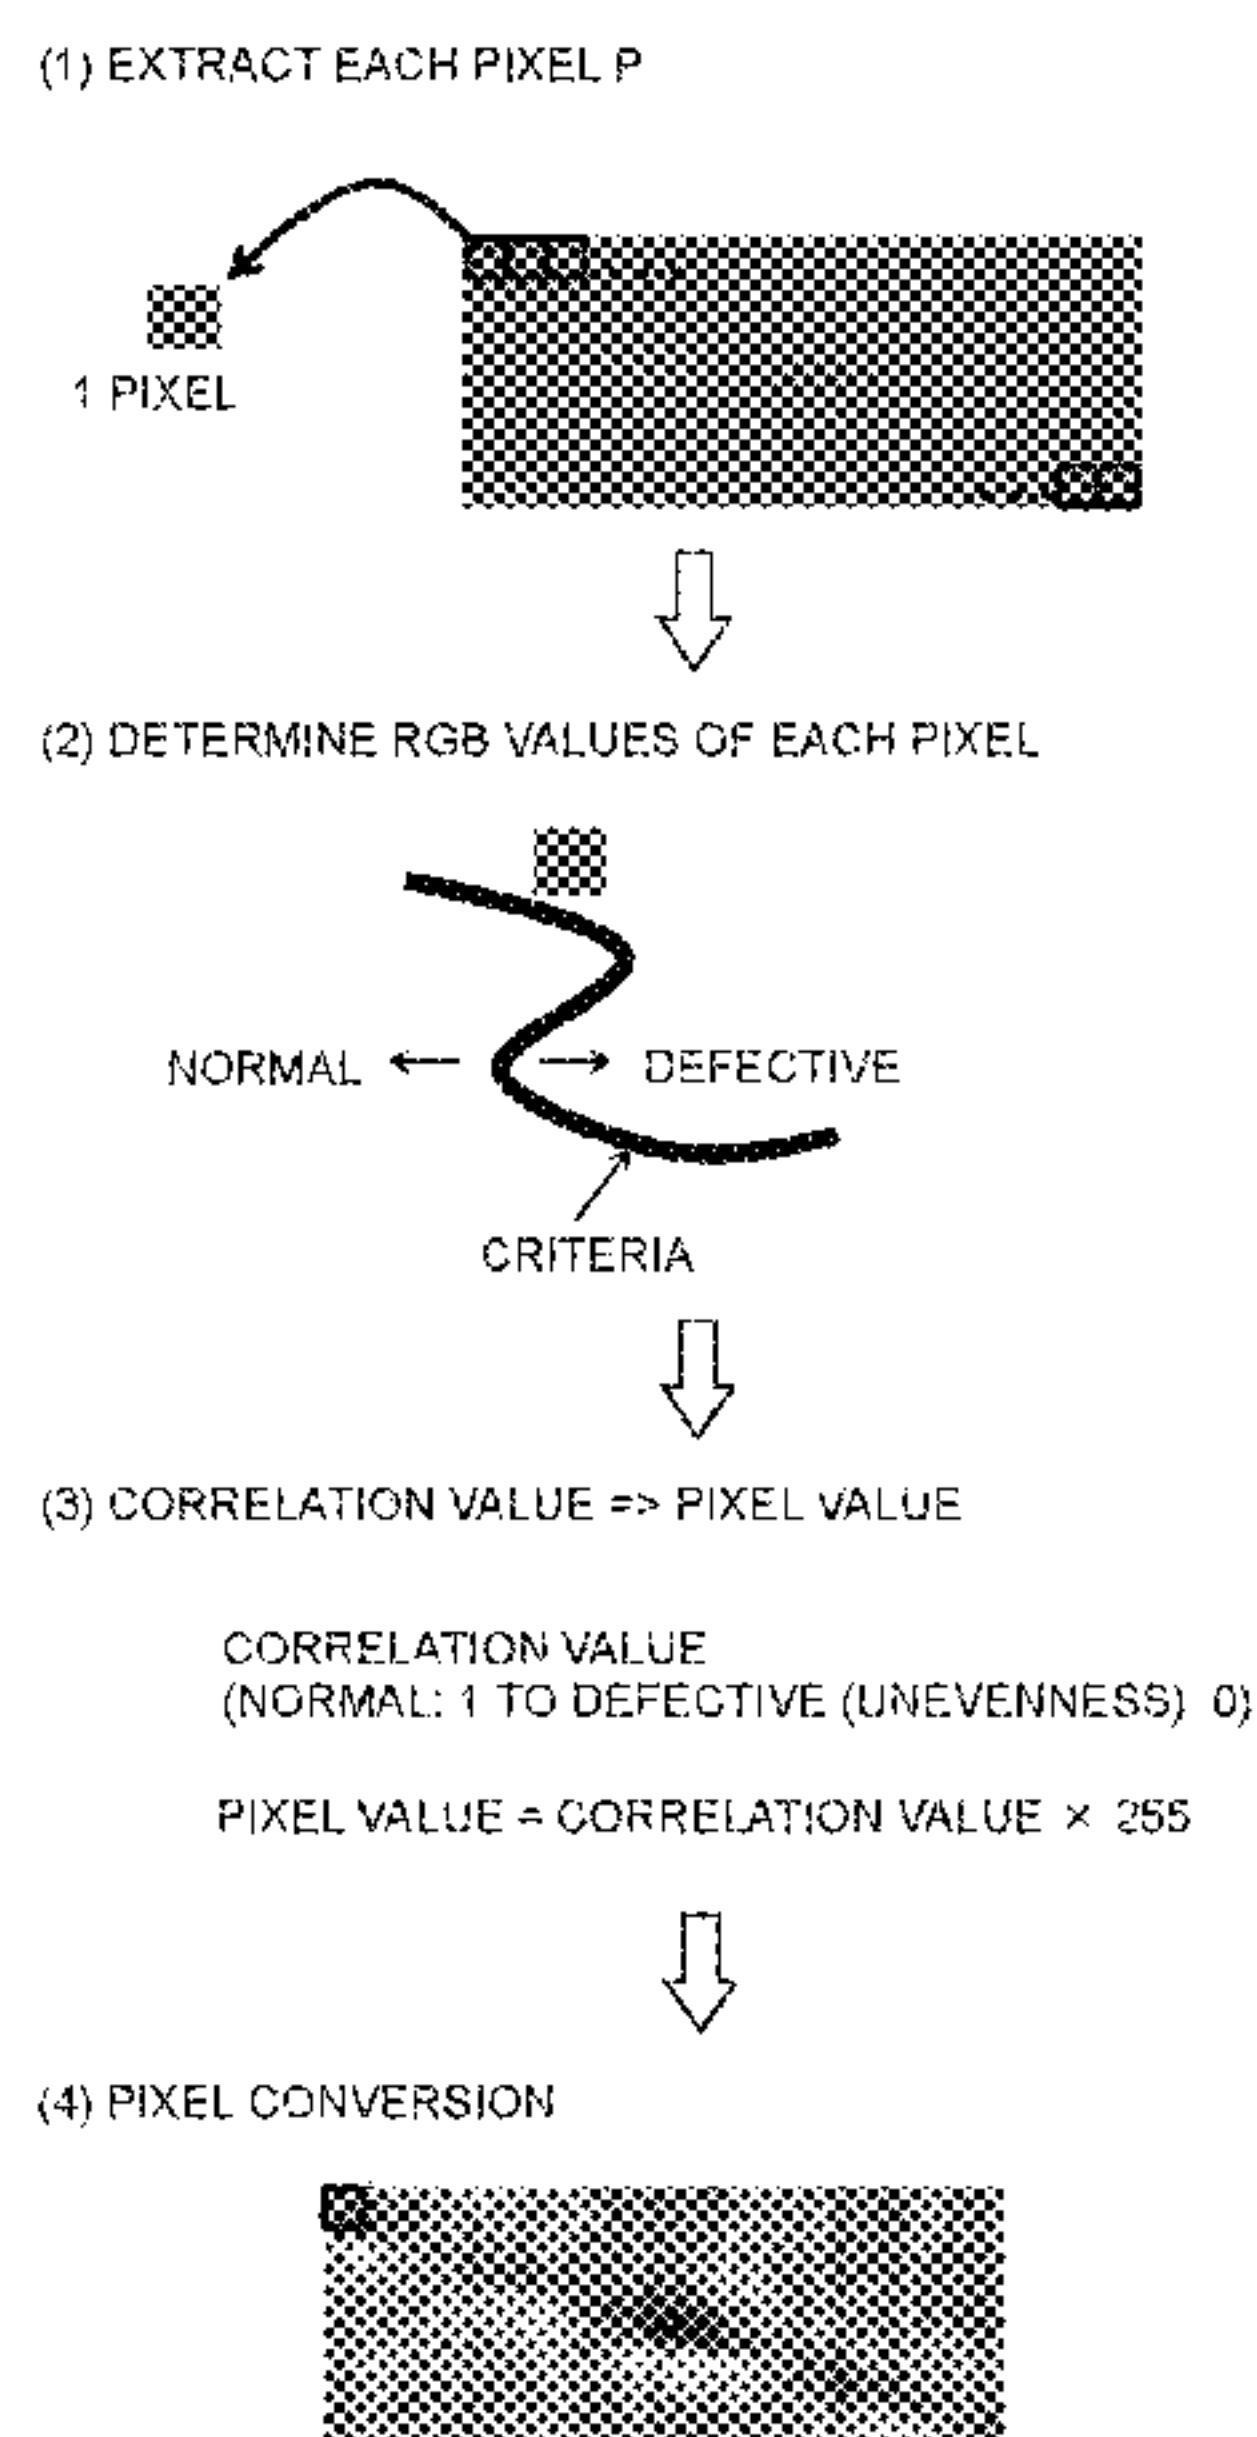 (1) EXTRACT EACH PIXEL P
1 PIXEL
(2) DETERMINE RGB VALUES OF EACH PIXEL
NORMAL
DEFECTIVE
CRITERIA
(3) CORRELATION VALUE => PIXEL VALUE
CORRELATION VALUE
(NORMAL: 1 TO DEFECTIVE (UNEVENNESS) 0)
PIXEL VALUE = CORRELATION VALUE × 255
(4) PIXEL CONVERSION